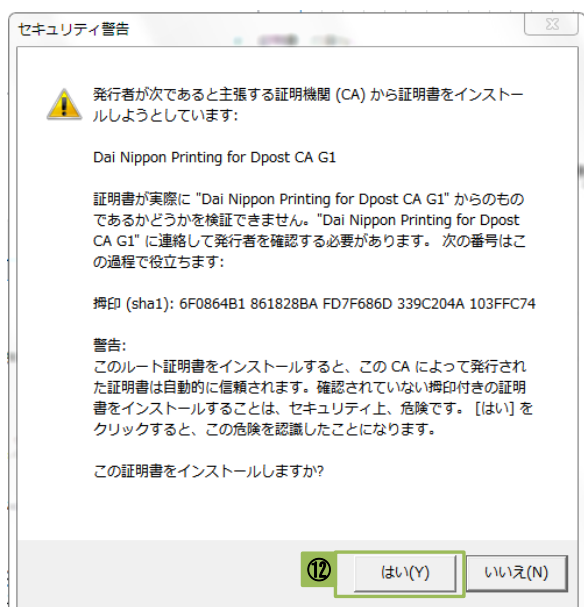 セキュリティ警告
発行者が次であると主張する証明機関 (CA) から証明書をインストー
ルしようとしています:
Dai Nippon Printing for Dpost CA G1
証明書が実際に "Dai Nippon Printing for Dpost CA G1" からのもの
であるかどうかを検証できません。"Dai Nippon Printing for Dpost
CA G1" に連絡して発行者を確認する必要があります。 次の番号はこ
の過程で役立ちます:
拇印 (sha1): 6F0864B1 861828BA FD7F686D 339C204A 103FFC74
警告:
このルート証明書をインストールすると、この CA によって発行され
た証明書は自動的に信頼されます。確認されていない拇印付きの証明
書をインストールすることは、セキュリティ上、危険です。 [はい] を
クリックすると、この危険を認識したことになります。
この証明書をインストールしますか?
⑫ はい(Y) いいえ(N)